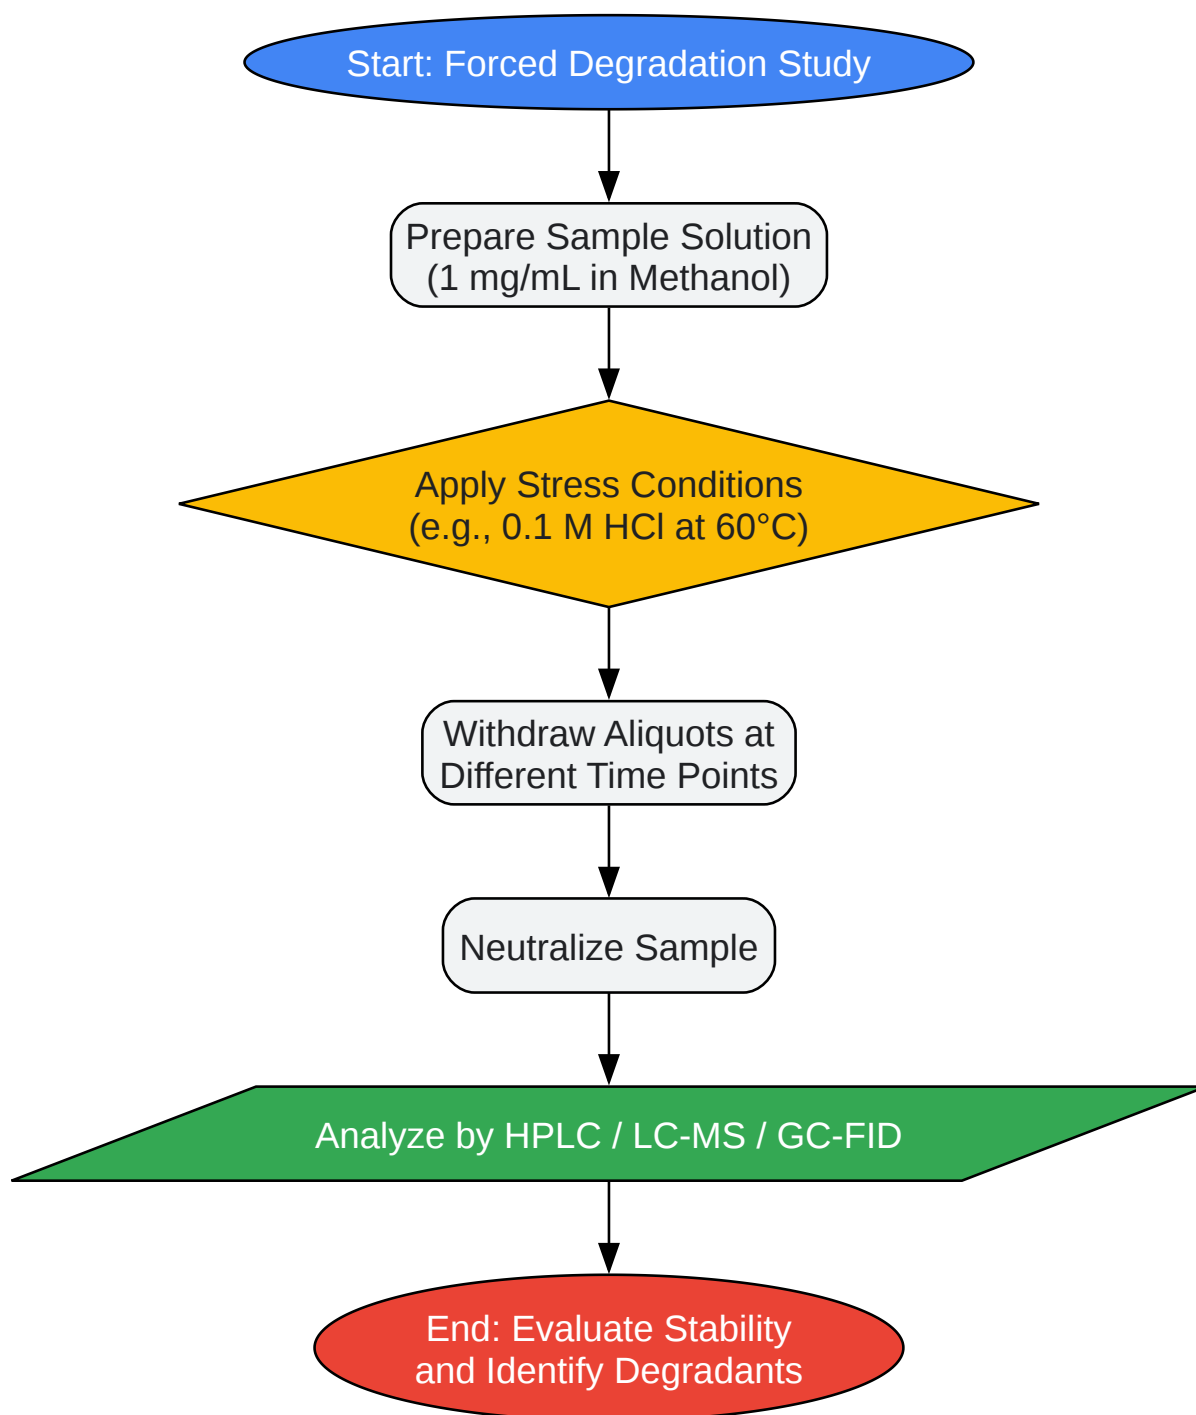 Start: Forced Degradation Study
Prepare Sample Solution
(1 mg/mL in Methanol)
Apply Stress Conditions
(e.g., 0.1 M HCl at 60°C)
Withdraw Aliquots at
Different Time Points
Neutralize Sample
Analyze by HPLC / LC-MS / GC-FID
End: Evaluate Stability
and Identify Degradants